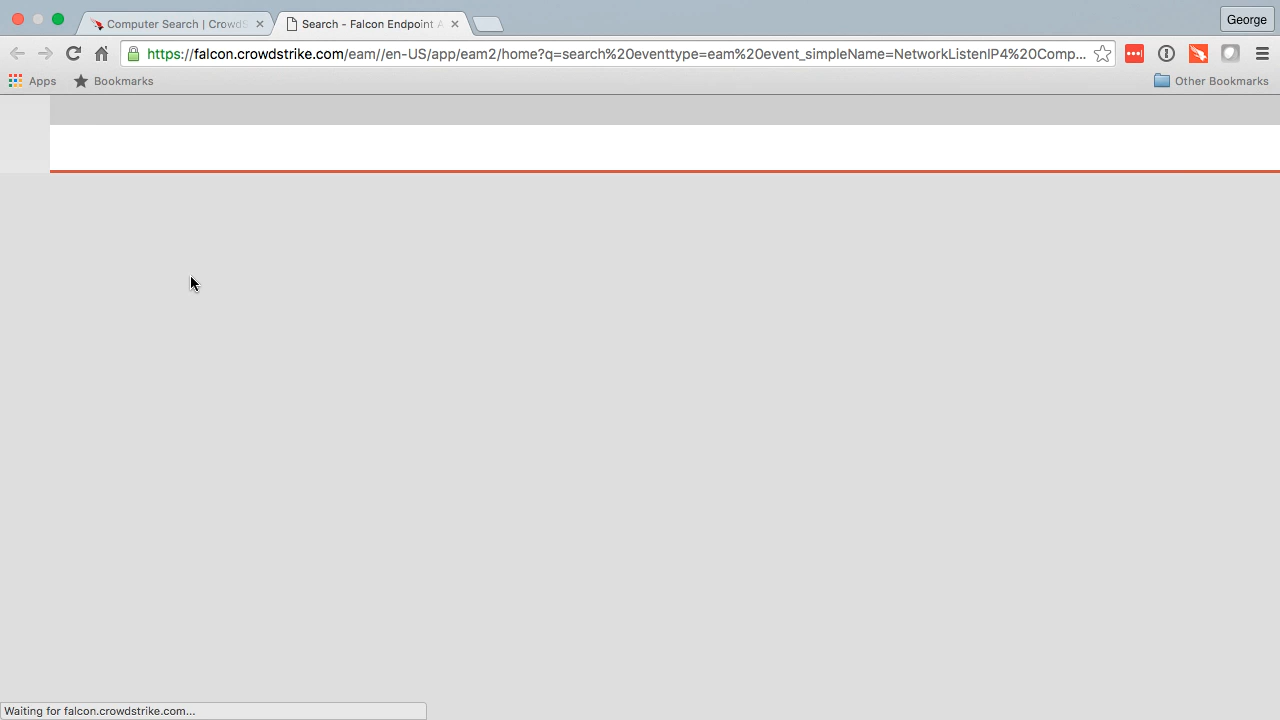 Computer Search | CrowdS
Search - Falcon Endpoint A
George
https://falcon.crowdstrike.com/eam//en-US/app/eam2/home?q=search%20eventtype=eam%20event_simpleName=NetworkListenIP4%20Comp...
Apps
Bookmarks
Other Bookmarks
Waiting for falcon.crowdstrike.com...